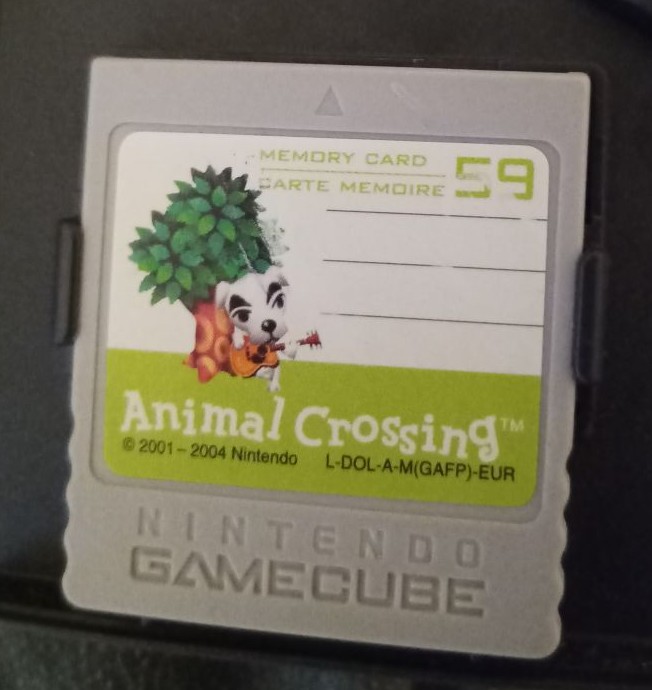 MEMORY CARD 59
CARTE MEMOIRE
Animal Crossing™
© 2001–2004 Nintendo L-DOL-A-M(GAFP)-EUR
NINTENDO
GAMECUBE